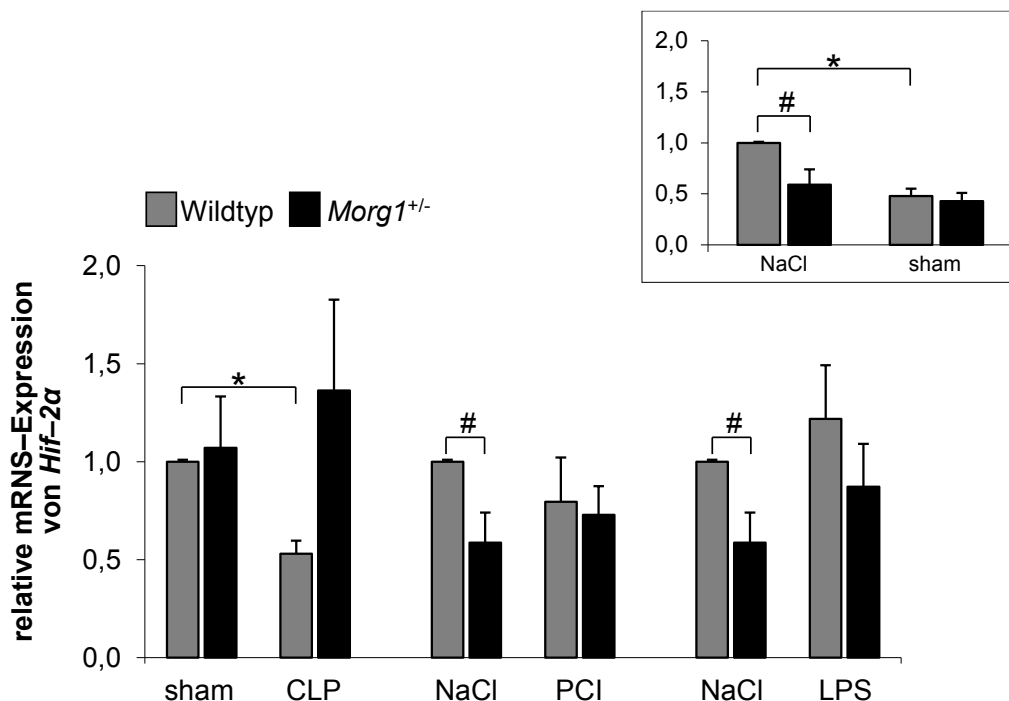 2,0
*
1,5
#
1,0
0,5
0,0
NaCl sham
Wildtyp Morg1+/-
relative mRNS–Expression
von Hif–2α
2,0
1,5
*
# #
1,0
0,5
0,0
sham CLP NaCl PCI NaCl LPS